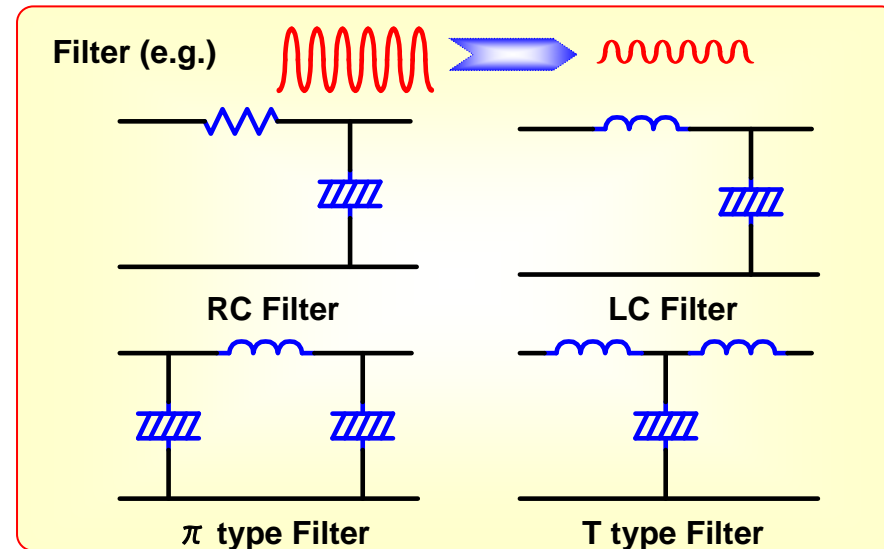 Filter (e.g.)
RC Filter
LC Filter
π type Filter
T type Filter